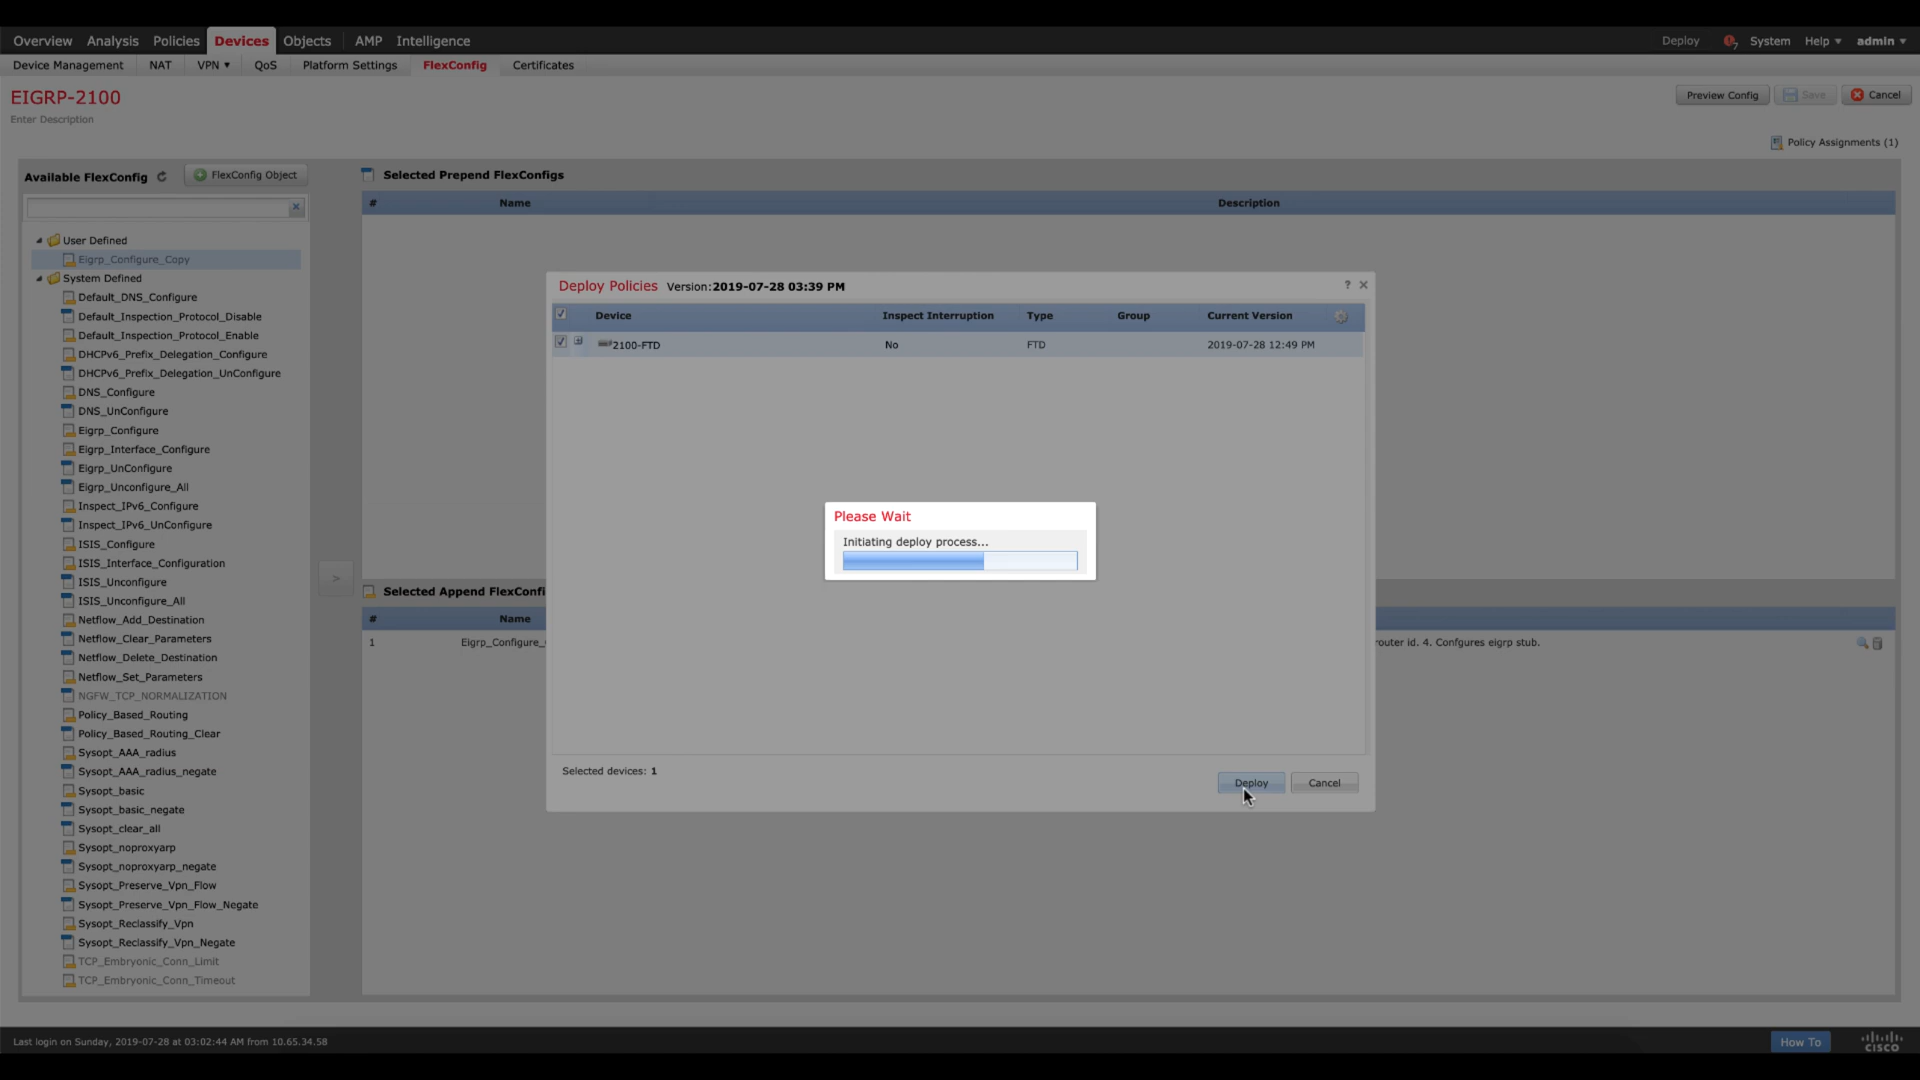 Overview Analysis Policies Devices Objects AMP Intelligence Deploy System Help admin
Device Management NAT VPN QoS Platform Settings FlexConfig Certificates
EIGRP-2100
Preview Config Save Cancel
Enter Description
Policy Assignments (1)
Available FlexConfig FlexConfig Object
User Defined
Eigrp_Configure_Copy
System Defined
Default_DNS_Configure
Default_Inspection_Protocol_Disable
Default_Inspection_Protocol_Enable
DHCPv6_Prefix_Delegation_Configure
DHCPv6_Prefix_Delegation_UnConfigure
DNS_Configure
DNS_UnConfigure
Eigrp_Configure
Eigrp_Interface_Configure
Eigrp_UnConfigure
Eigrp_Unconfigure_All
Inspect_IPv6_Configure
Inspect_IPv6_UnConfigure
ISIS_Configure
ISIS_Interface_Configuration
ISIS_Unconfigure
ISIS_Unconfigure_All
Netflow_Add_Destination
Netflow_Clear_Parameters
Netflow_Delete_Destination
Netflow_Set_Parameters
NGFW_TCP_NORMALIZATION
Policy_Based_Routing
Policy_Based_Routing_Clear
Sysopt_AAA_radius
Sysopt_AAA_radius_negate
Sysopt_basic
Sysopt_basic_negate
Sysopt_clear_all
Sysopt_noproxyarp
Sysopt_noproxyarp_negate
Sysopt_Preserve_Vpn_Flow
Sysopt_Preserve_Vpn_Flow_Negate
Sysopt_Reclassify_Vpn
Sysopt_Reclassify_Vpn_Negate
TCP_Embryonic_Conn_Limit
TCP_Embryonic_Conn_Timeout
>
Selected Prepend FlexConfigs
# Name Description
Selected Append FlexConfi
# Name
1 Eigrp_Configure_ router id. 4. Confgures eigrp stub.
Deploy Policies Version:2019-07-28 03:39 PM ?
Device Inspect Interruption Type Group Current Version
2100-FTD No FTD 2019-07-28 12:49 PM
Please Wait
Initiating deploy process...
Selected devices: 1
Deploy Cancel
Last login on Sunday, 2019-07-28 at 03:02:44 AM from 10.65.34.58
How To
CISCO